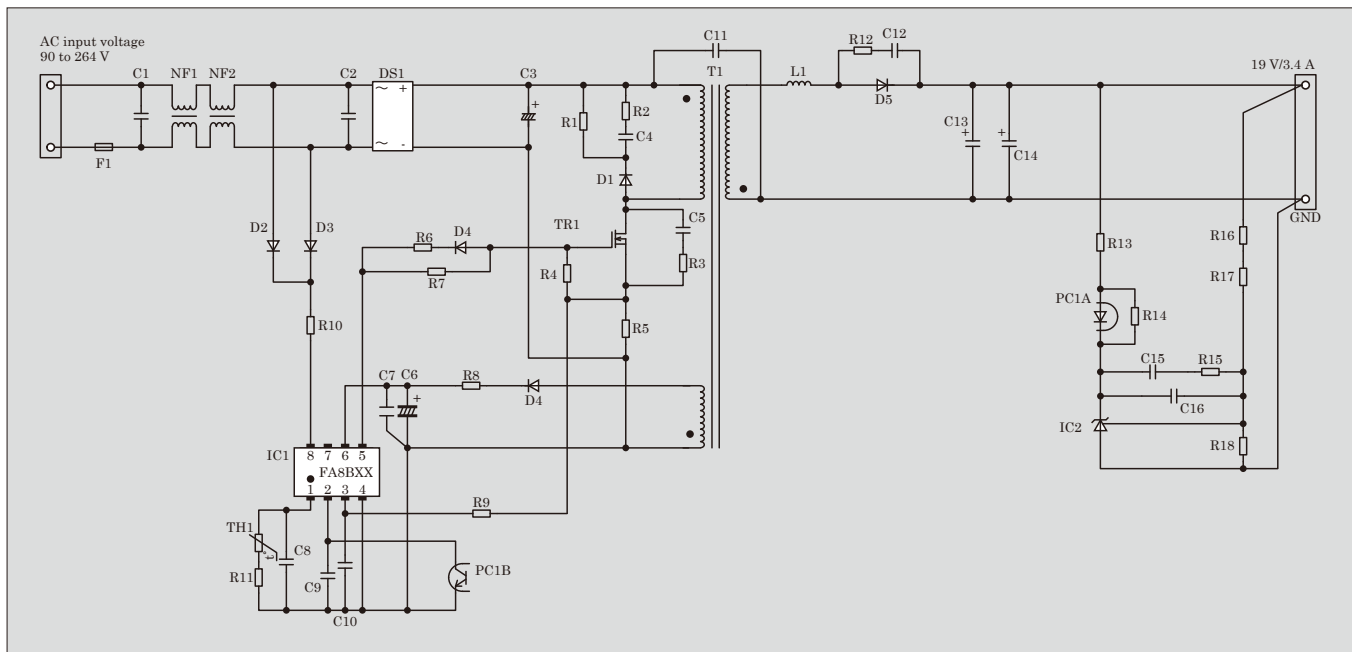 AC input voltage
90 to 264 V
C1
NF1
NF2
C2
DS1
~
+
~
-
F1
C3
+
R1
R2
C4
D1
C11
T1
L1
R12
C12
D5
C13
+
+
C14
19 V/3.4 A
GND
D2
D3
R6
D4
R7
TR1
R4
C5
R3
R5
R10
C7
C6
+
R8
D4
R13
PC1A
R14
R16
R17
C15
R15
C16
IC2
R18
IC1
8 7 6 5
FA8BXX
1 2 3 4
R9
TH1
t°
C8
R11
C9
C10
PC1B